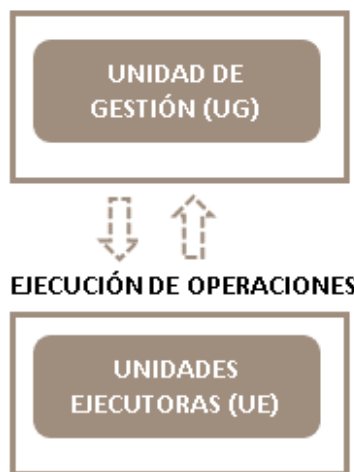 UNIDAD DE
GESTIÓN (UG)
EJECUCIÓN DE OPERACIONES
UNIDADES
EJECUTORAS (UE)